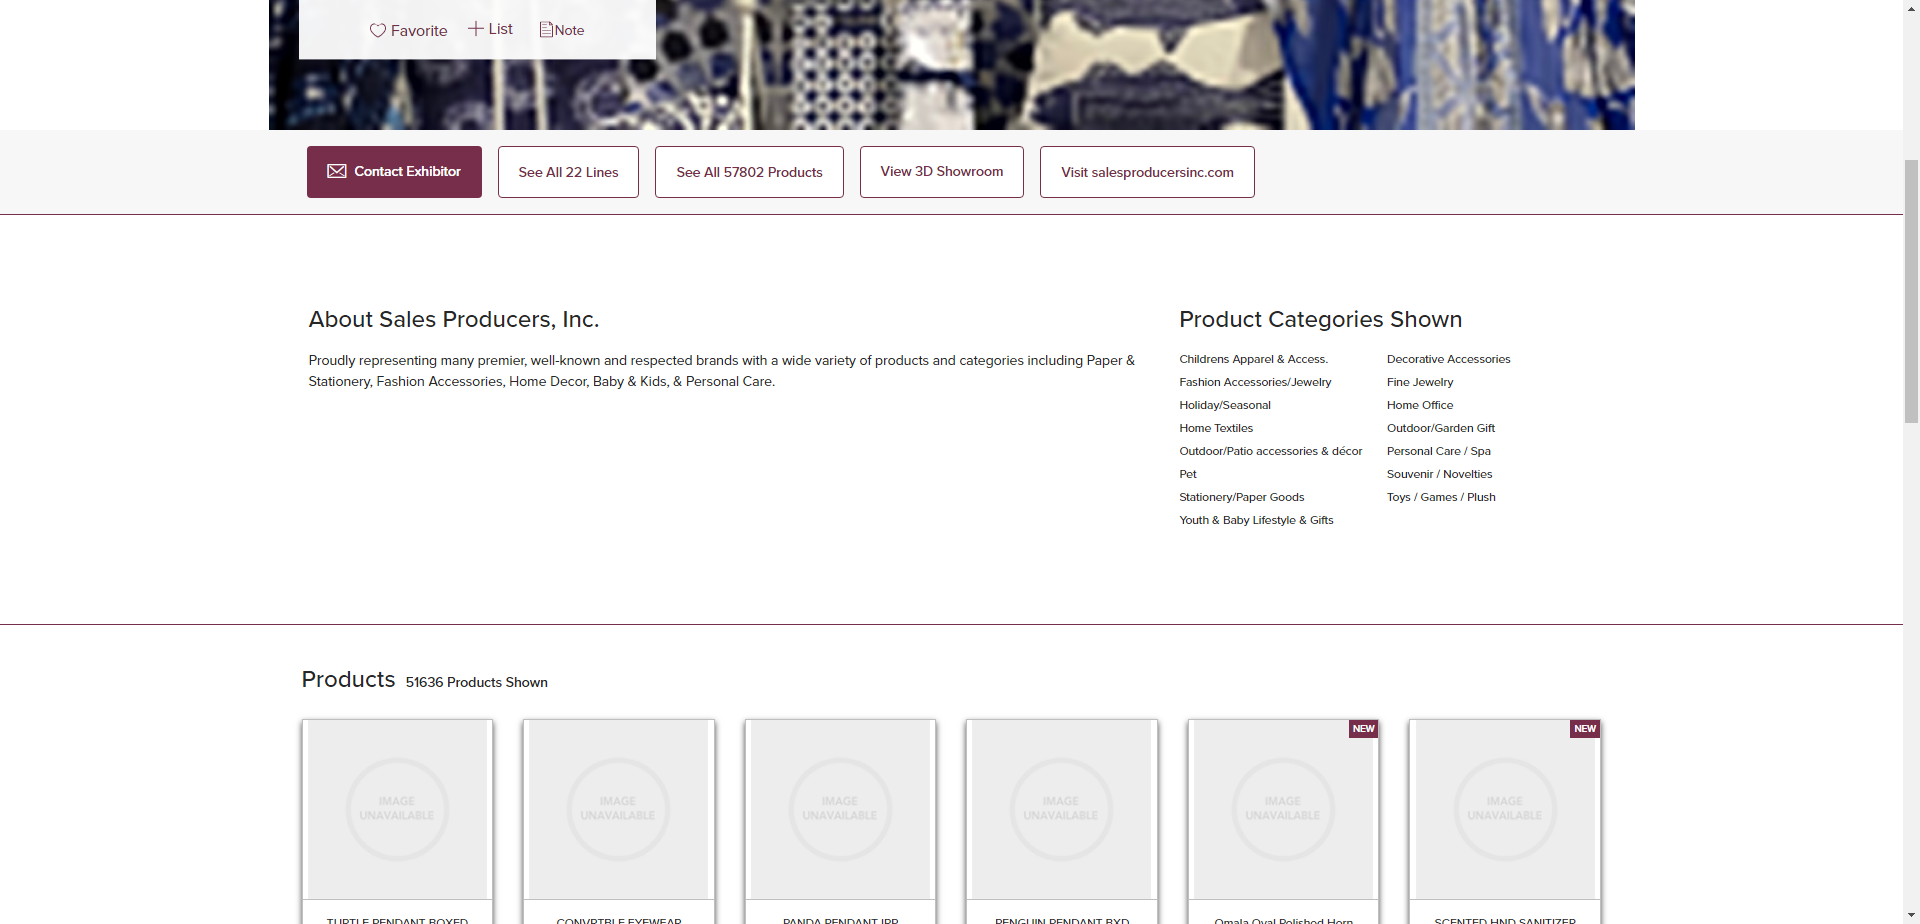 Favorite
List
Note
Contact Exhibitor
See All 22 Lines
See All 57802 Products
View 3D Showroom
Visit salesproducersinc.com
About Sales Producers, Inc.
Proudly representing many premier, well-known and respected brands with a wide variety of products and categories including Paper &
Stationery, Fashion Accessories, Home Decor, Baby & Kids, & Personal Care.
Product Categories Shown
Childrens Apparel & Access.
Decorative Accessories
Fashion Accessories/Jewelry
Fine Jewelry
Holiday/Seasonal
Home Office
Home Textiles
Outdoor/Garden Gift
Outdoor/Patio accessories & décor
Personal Care / Spa
Pet
Souvenir / Novelties
Stationery/Paper Goods
Toys / Games / Plush
Youth & Baby Lifestyle & Gifts
Products
51636 Products Shown
NEW
NEW
IMAGE
UNAVAILABLE
IMAGE
UNAVAILABLE
IMAGE
UNAVAILABLE
IMAGE
UNAVAILABLE
IMAGE
UNAVAILABLE
IMAGE
UNAVAILABLE
TURTLE PENDANT BOXED
CONVRTBLE EYEWEAR
PANDA PENDANT
PENGUIN PENDANT BXD
Omala Oval Polished Horn
SCENTED HND SANITIZER